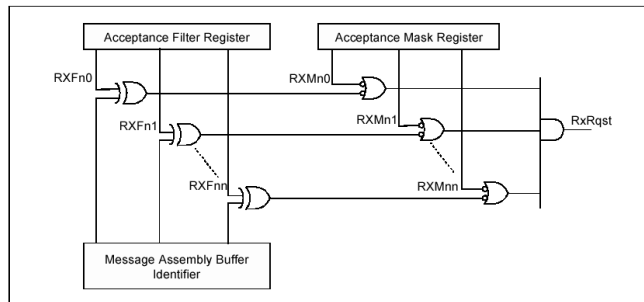 Acceptance Filter Register
Acceptance Mask Register
RXFn0
RXMn0
RXFn1
RXMn1
RxRqst
RXFnn
RXMnn
Message Assembly Buffer
Identifier